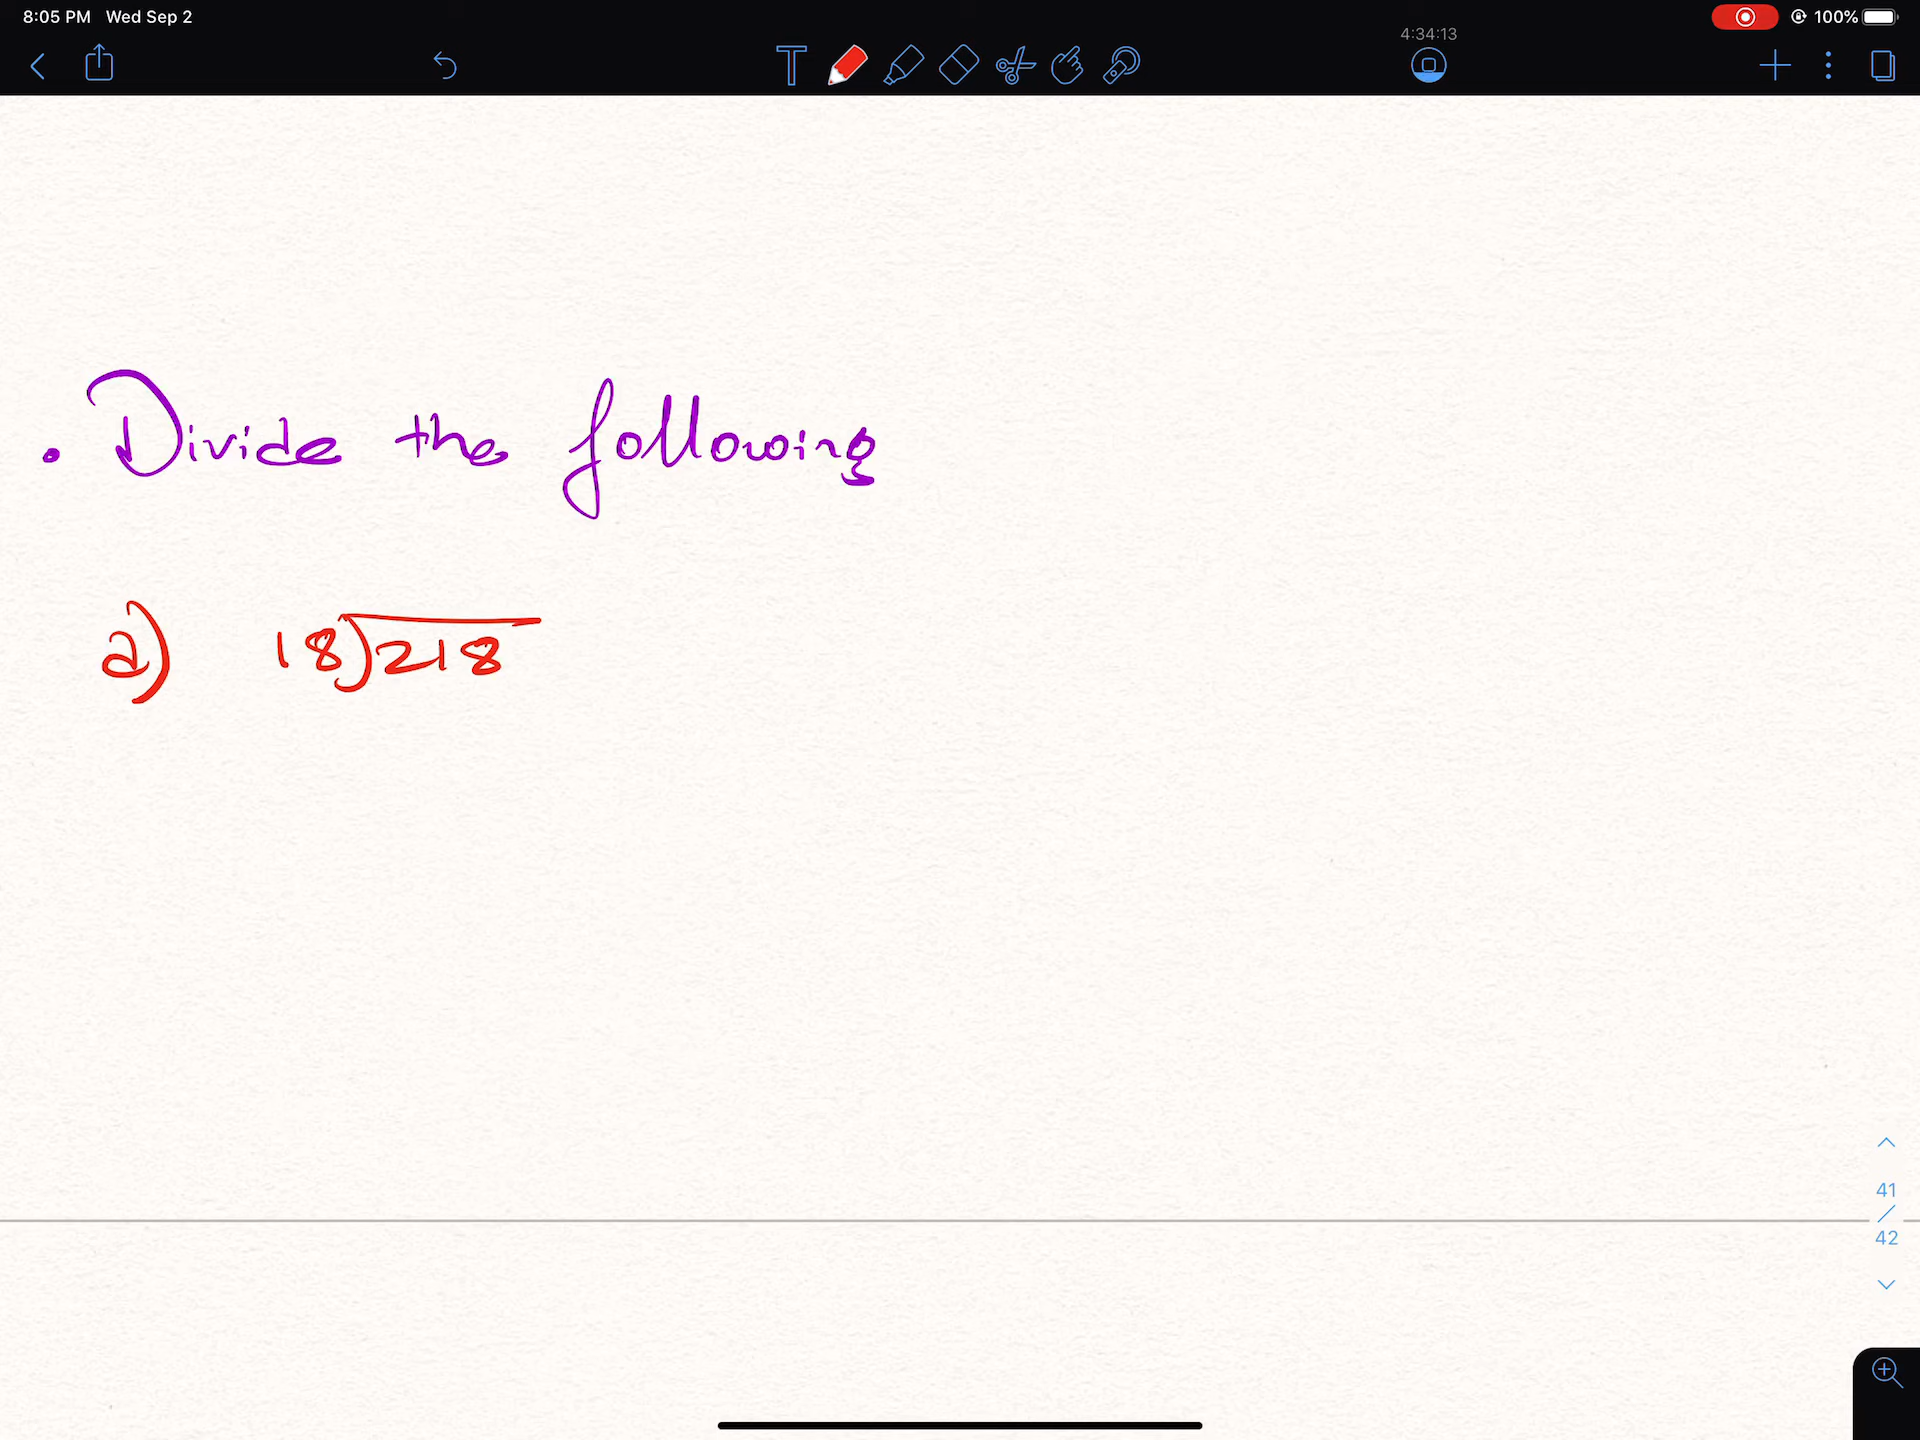 8:05 PM Wed Sep 2
100%
4:34:13
. Divide the following
a) 18)218
41
/
42